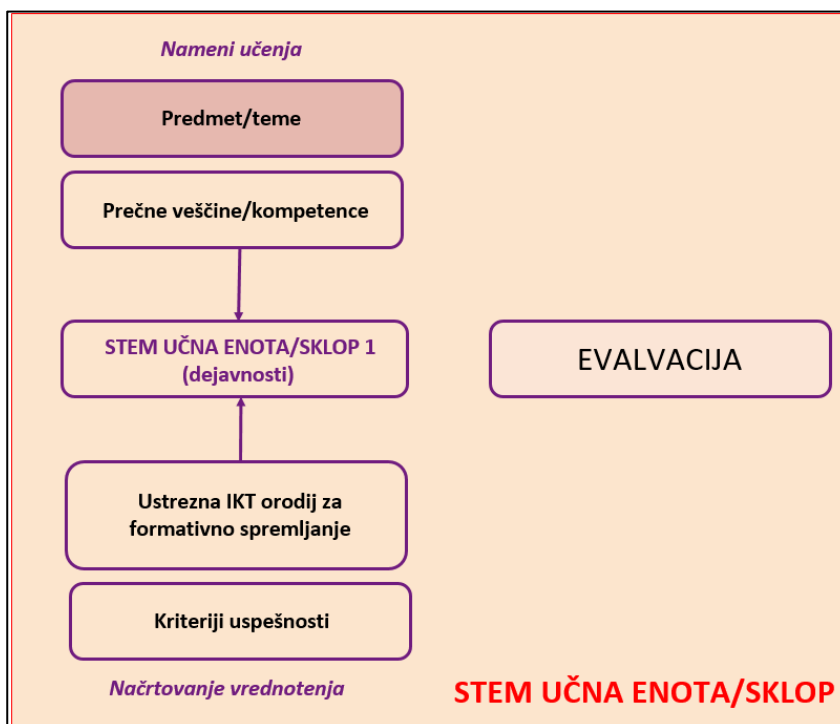 Nameni učenja
Predmet/teme
Prečne veščine/kompetence
STEM UČNA ENOTA/SKLOP 1
(dejavnosti)
EVALVACIJA
Ustrezna IKT orodij za
formativno spremljanje
Kriteriji uspešnosti
Načrtovanje vrednotenja
STEM UČNA ENOTA/SKLOP